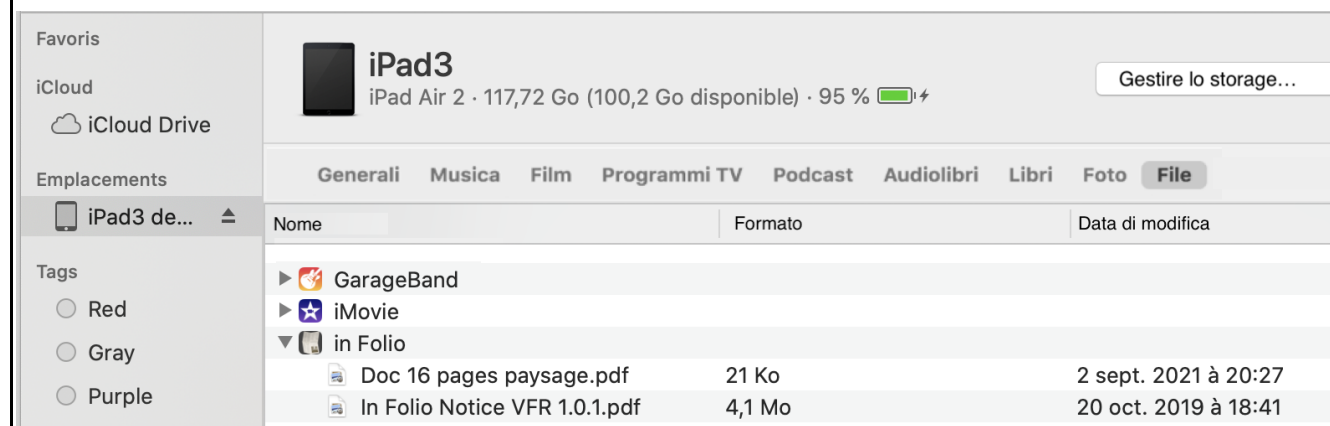 Favoris
iCloud
iCloud Drive
Emplacements
iPad3 de...
Tags
Red
Gray
Purple
iPad3
iPad Air 2 · 117,72 Go (100,2 Go disponible) · 95 %
Gestire lo storage...
Generali Musica Film Programmi TV Podcast Audiolibri Libri Foto File
Nome Formato Data di modifica
GarageBand
iMovie
in Folio
Doc 16 pages paysage.pdf 21 Ko 2 sept. 2021 à 20:27
In Folio Notice VFR 1.0.1.pdf 4,1 Mo 20 oct. 2019 à 18:41